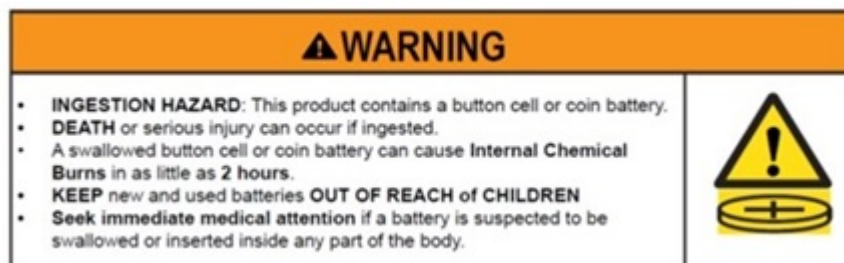 WARNING
• INGESTION HAZARD: This product contains a button cell or coin battery.
• DEATH or serious injury can occur if ingested.
• A swallowed button cell or coin battery can cause Internal Chemical
Burns in as little as 2 hours.
• KEEP new and used batteries OUT OF REACH of CHILDREN
• Seek immediate medical attention if a battery is suspected to be
swallowed or inserted inside any part of the body.